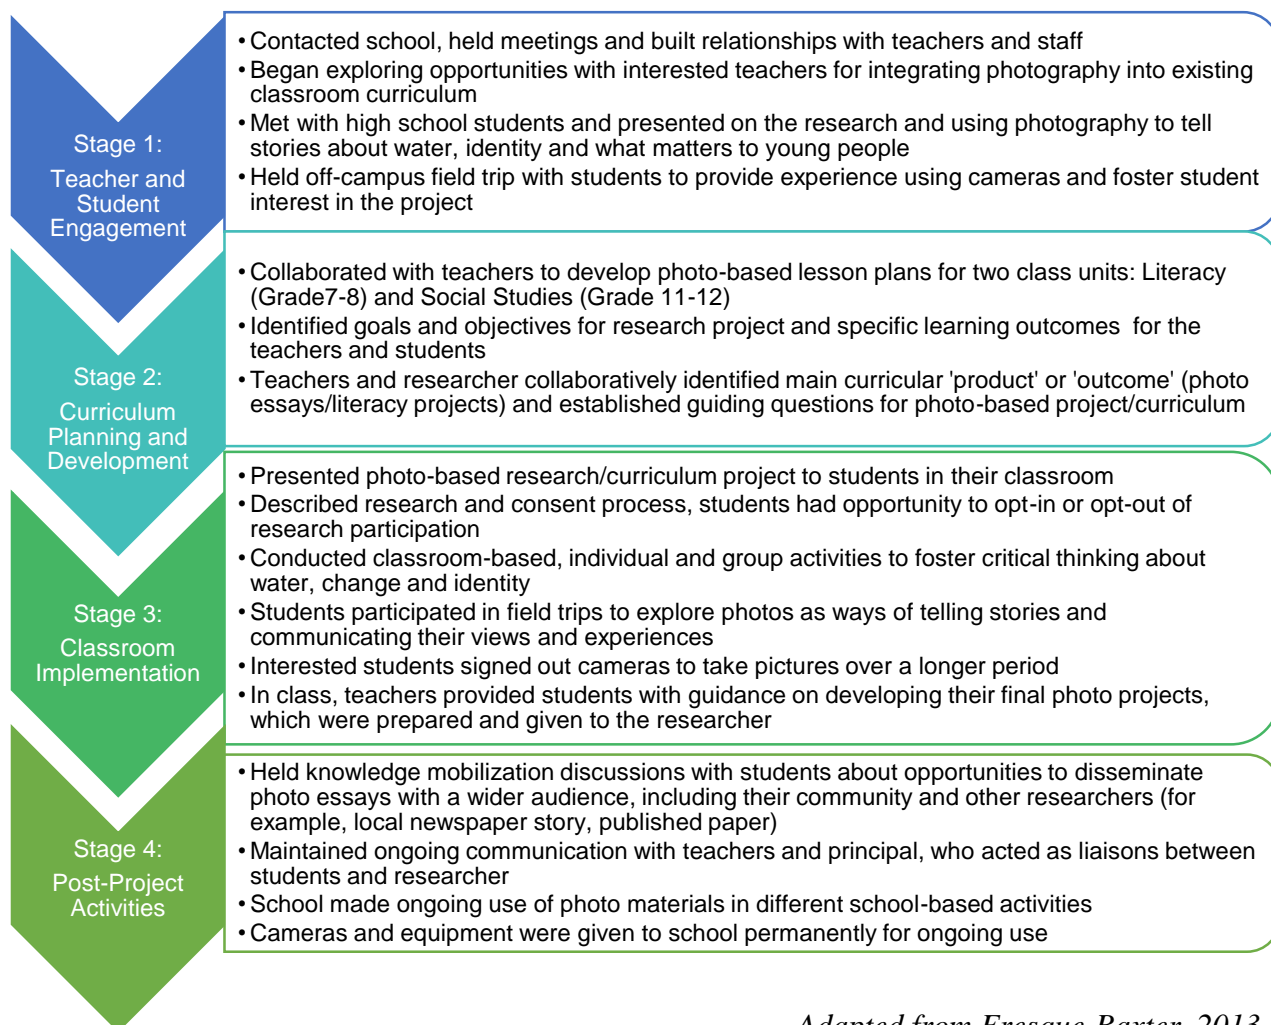 Stage 1:
Teacher and
Student
Engagement
• Contacted school, held meetings and built relationships with teachers and staff
• Began exploring opportunities with interested teachers for integrating photography into existing
classroom curriculum
• Met with high school students and presented on the research and using photography to tell
stories about water, identity and what matters to young people
• Held off-campus field trip with students to provide experience using cameras and foster student
interest in the project
Stage 2:
Curriculum
Planning and
Development
• Collaborated with teachers to develop photo-based lesson plans for two class units: Literacy
(Grade7-8) and Social Studies (Grade 11-12)
• Identified goals and objectives for research project and specific learning outcomes for the
teachers and students
• Teachers and researcher collaboratively identified main curricular 'product' or 'outcome' (photo
essays/literacy projects) and established guiding questions for photo-based project/curriculum
Stage 3:
Classroom
Implementation
• Presented photo-based research/curriculum project to students in their classroom
• Described research and consent process, students had opportunity to opt-in or opt-out of
research participation
• Conducted classroom-based, individual and group activities to foster critical thinking about
water, change and identity
• Students participated in field trips to explore photos as ways of telling stories and
communicating their views and experiences
• Interested students signed out cameras to take pictures over a longer period
• In class, teachers provided students with guidance on developing their final photo projects,
which were prepared and given to the researcher
Stage 4:
Post-Project
Activities
• Held knowledge mobilization discussions with students about opportunities to disseminate
photo essays with a wider audience, including their community and other researchers (for
example, local newspaper story, published paper)
• Maintained ongoing communication with teachers and principal, who acted as liaisons between
students and researcher
• School made ongoing use of photo materials in different school-based activities
• Cameras and equipment were given to school permanently for ongoing use
Adapted from Fresque-Baxter, 2013